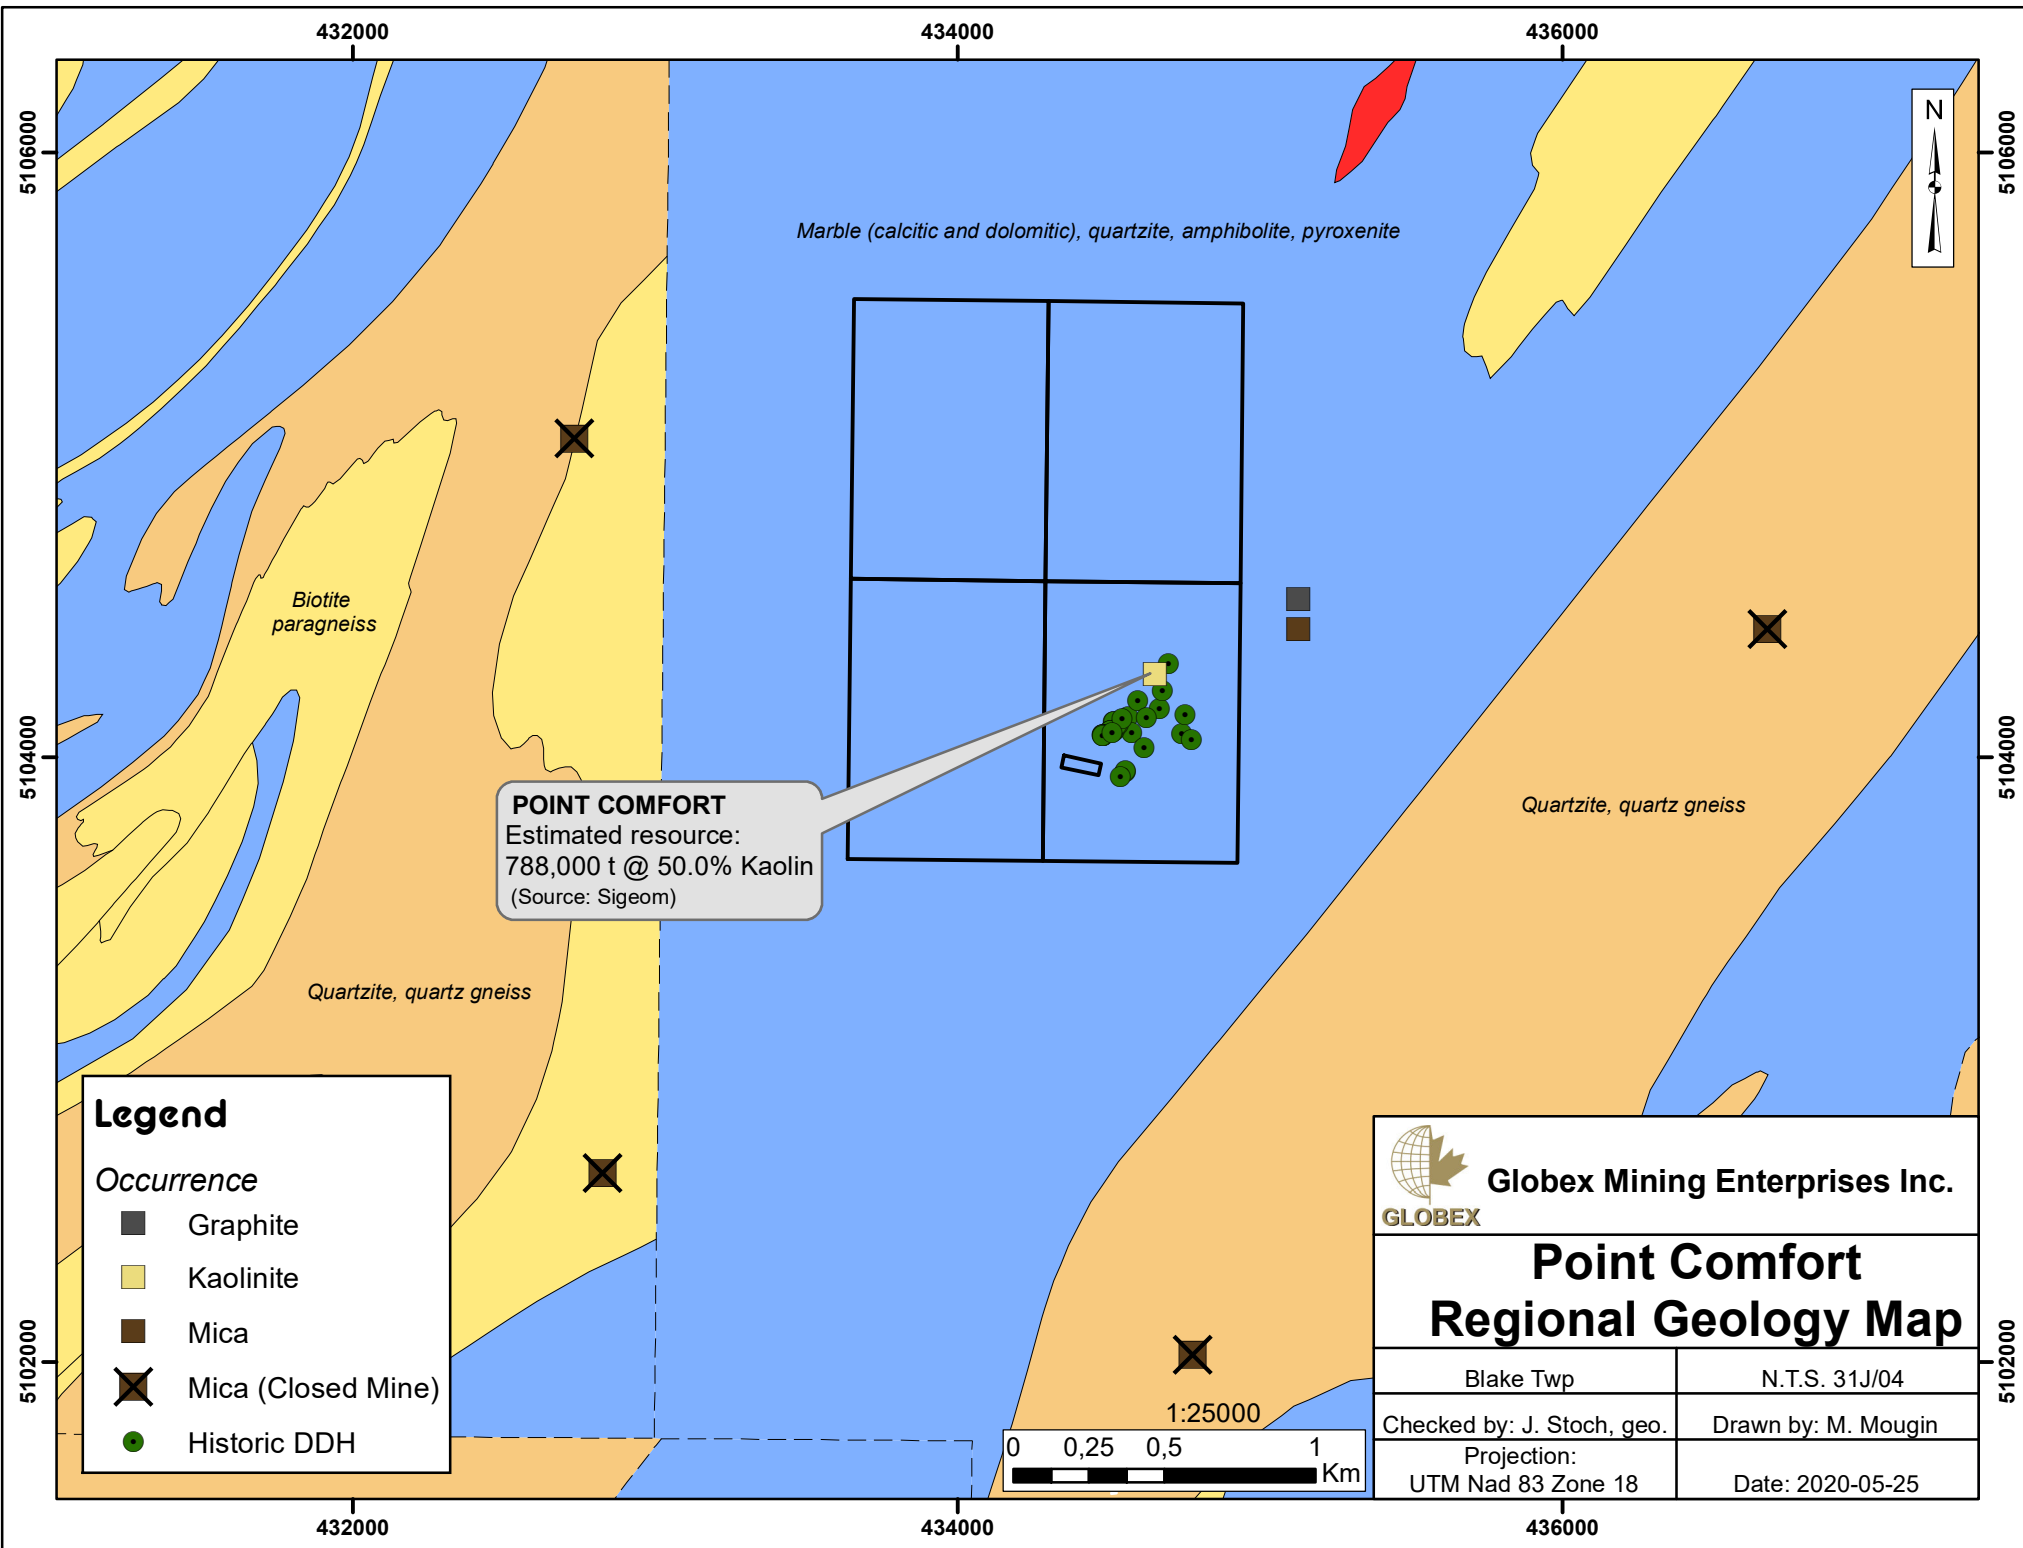 432000
434000
436000
5106000
5106000
N
Marble (calcitic and dolomitic), quartzite, amphibolite, pyroxenite
Biotite
paragneiss
5104000
5104000
POINT COMFORT
Estimated resource:
788,000 t @ 50.0% Kaolin
(Source: Sigeom)
Quartzite, quartz gneiss
Quartzite, quartz gneiss
Legend
Occurrence
Graphite
Kaolinite
Mica
Mica (Closed Mine)
Historic DDH
1:25000
0 0,25 0,5 1
Km
GLOBEX
Globex Mining Enterprises Inc.
Point Comfort
Regional Geology Map
Blake Twp
N.T.S. 31J/04
Checked by: J. Stoch, geo.
Drawn by: M. Mougin
Projection:
UTM Nad 83 Zone 18
Date: 2020-05-25
5102000
5102000
432000
434000
436000